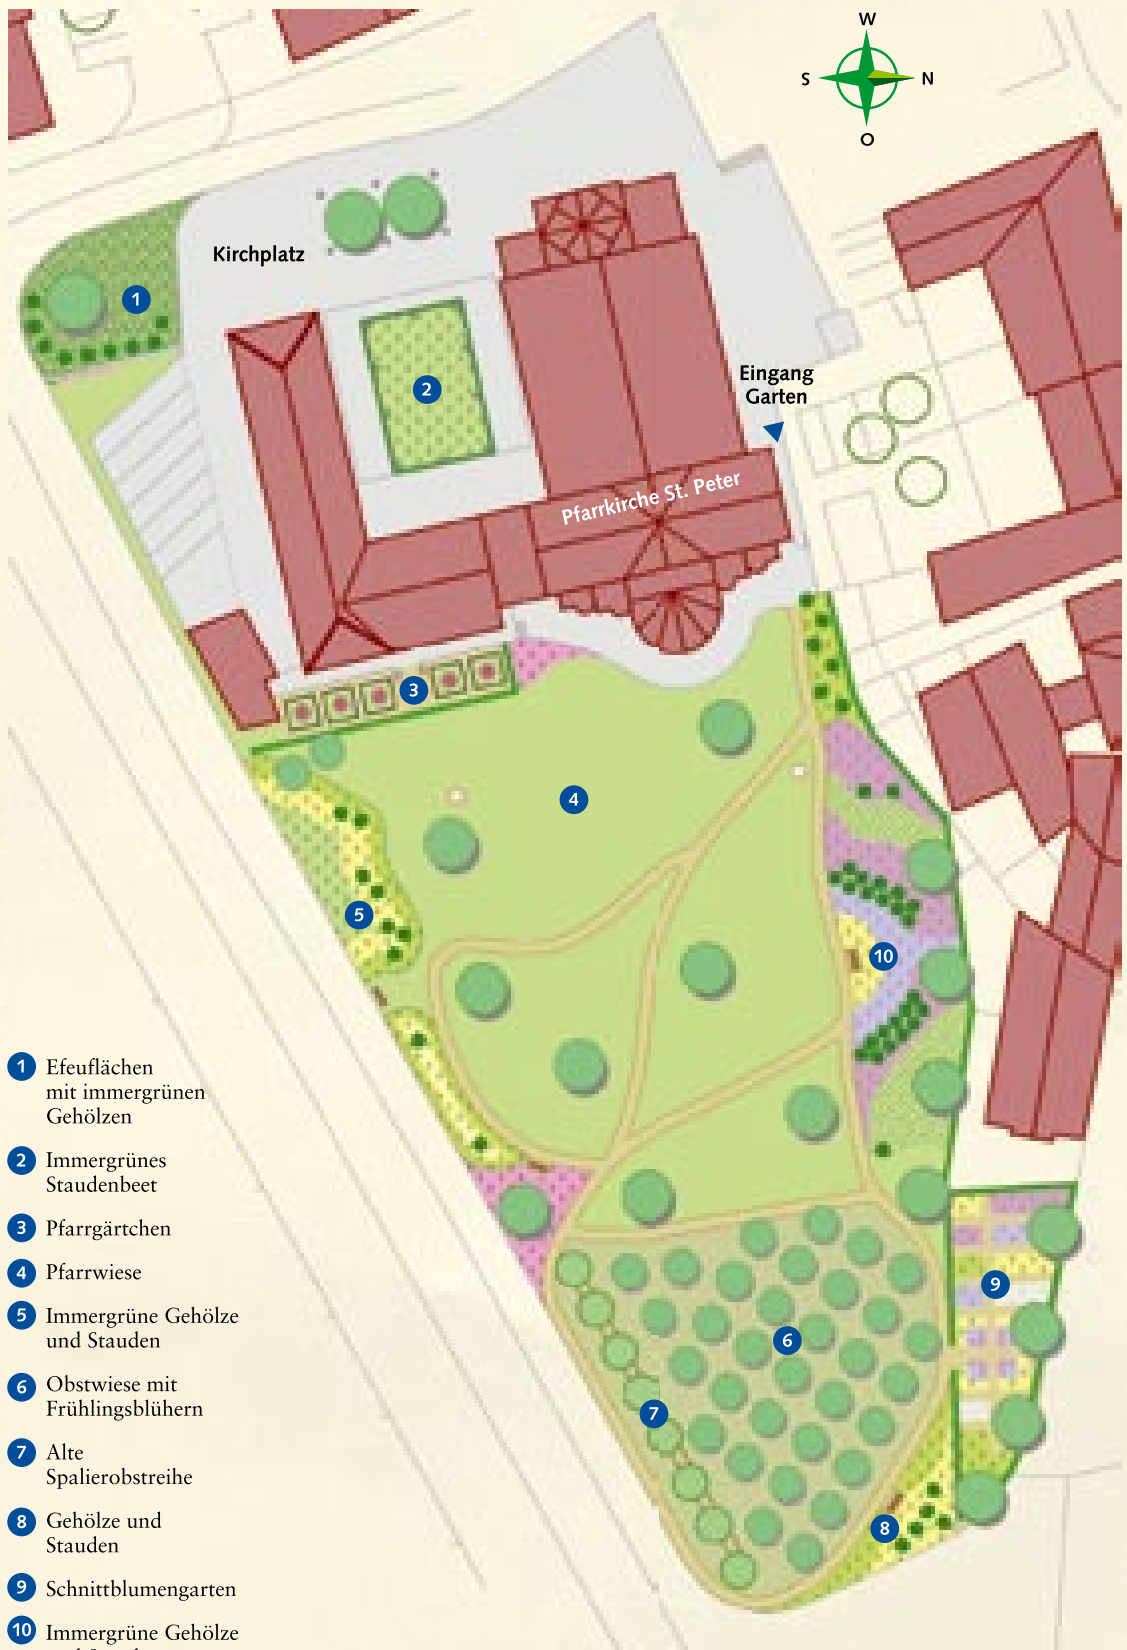 W
S
N
O
Kirchplatz
1
2
Eingang
Garten
Pfarrkirche St. Peter
3
4
5
10
9
6
7
8
1 Efeuflächen
mit immergrünen
Gehölzen
2 Immergrünes
Staudenbeet
3 Pfarrgärtchen
4 Pfarrwiese
5 Immergrüne Gehölze
und Stauden
6 Obstwiese mit
Frühlingsblühern
7 Alte
Spalierobstreihe
8 Gehölze und
Stauden
9 Schnittblumengarten
10 Immergrüne Gehölze